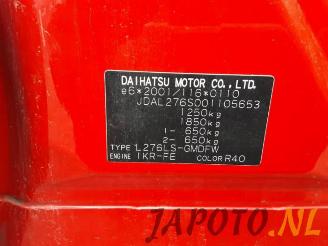 DAIHATSU MOTOR CO., LTD.
e6*2001/116*0110
JDAL276S001105653
1250kg
1850kg
1- 650kg
2- 650kg
TYPE L276LS-GMDFW
ENGINE 1KR-FE COLOR R40
PARTO.NL